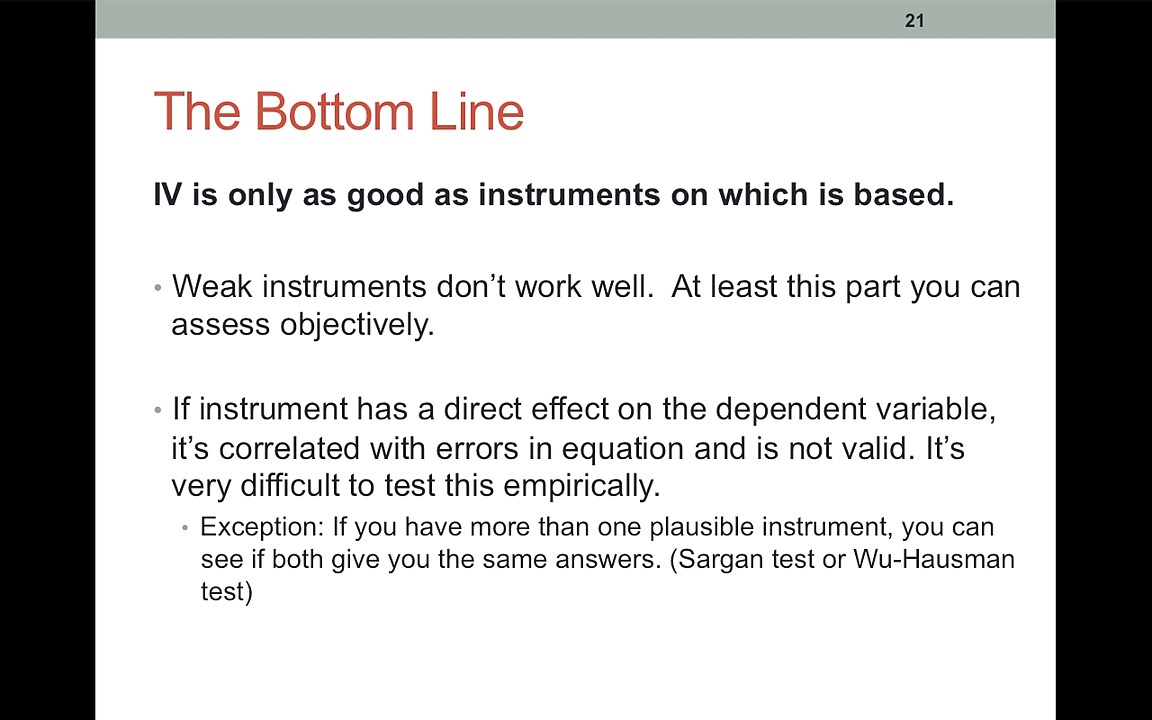 21
The Bottom Line
IV is only as good as instruments on which is based.
• Weak instruments don’t work well.  At least this part you can
assess objectively.
• If instrument has a direct effect on the dependent variable,
it’s correlated with errors in equation and is not valid. It’s
very difficult to test this empirically.
• Exception: If you have more than one plausible instrument, you can
see if both give you the same answers. (Sargan test or Wu-Hausman
test)